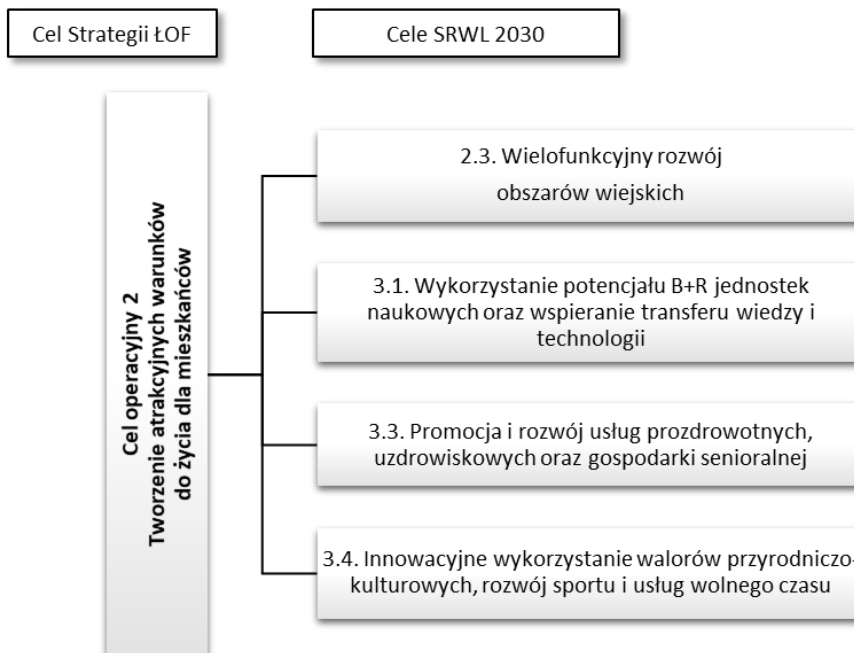 Cel Strategii ŁOF
Cele SRWL 2030
Cel operacyjny 2
Tworzenie atrakcyjnych warunków
do życia dla mieszkańców
2.3. Wielofunkcyjny rozwój
obszarów wiejskich
3.1. Wykorzystanie potencjału B+R jednostek
naukowych oraz wspieranie transferu wiedzy i
technologii
3.3. Promocja i rozwój usług prozdrowotnych,
uzdrowiskowych oraz gospodarki senioralnej
3.4. Innowacyjne wykorzystanie walorów przyrodniczo-
kulturowych, rozwój sportu i usług wolnego czasu